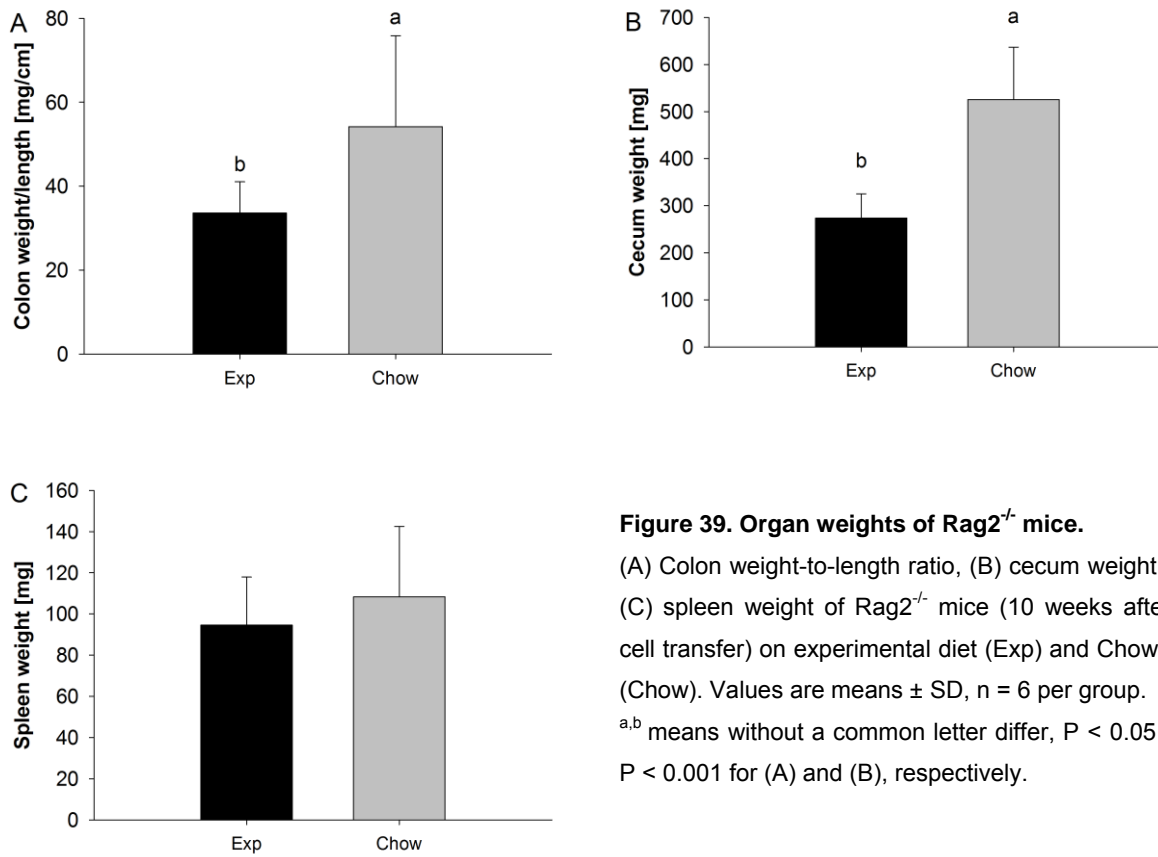 A
80
60
40
20
0
Colon weight/length [mg/cm]
b
a
Exp
Chow
B
700
600
500
400
300
200
100
0
Cecum weight [mg]
b
a
Exp
Chow
C
160
140
120
100
80
60
40
20
0
Spleen weight [mg]
Exp
Chow
Figure 39. Organ weights of Rag2-/- mice.
(A) Colon weight-to-length ratio, (B) cecum weight
(C) spleen weight of Rag2-/- mice (10 weeks afte
cell transfer) on experimental diet (Exp) and Chow
(Chow). Values are means ± SD, n = 6 per group.
a,b means without a common letter differ, P < 0.05
P < 0.001 for (A) and (B), respectively.